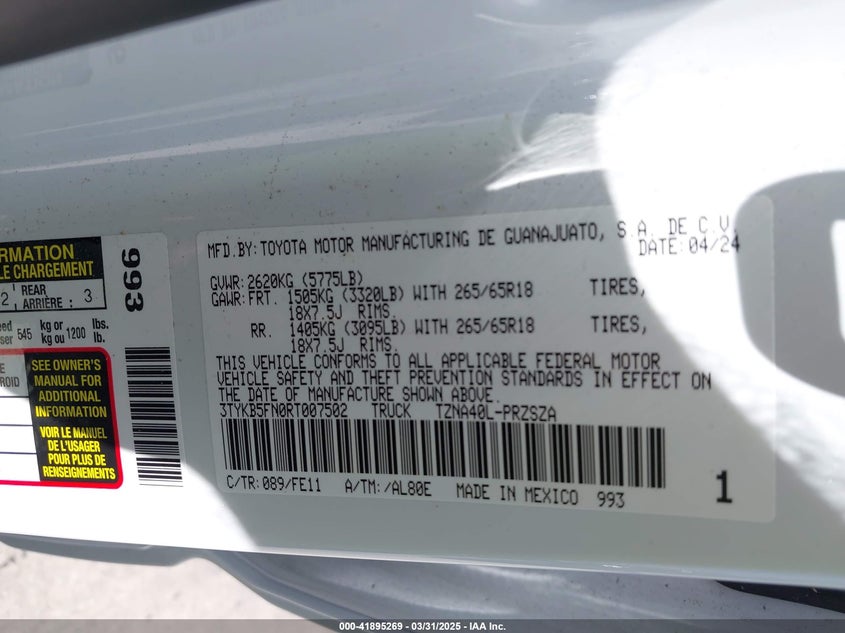 MFD.BY:TOYOTA MOTOR MANUFACTURING DE GUANAJUATO, S.A. DE C.V.
DATE: 04/24
GVWR: 2620KG (5775LB)
GAWR: FRT. 1505KG (3320LB) WITH 265/65R18 TIRES,
18X7.5J RIMS.
RR. 1405KG (3095LB) WITH 265/65R18 TIRES,
18X7.5J RIMS.
THIS VEHICLE CONFORMS TO ALL APPLICABLE FEDERAL MOTOR
VEHICLE SAFETY AND THEFT PREVENTION STANDARDS IN EFFECT ON
THE DATE OF MANUFACTURE SHOWN ABOVE.
3TYKB5FN0RT007502 TRUCK TZNA40L-PRZSZA
C/TR:089/FE11 A/TM:/AL80E MADE IN MEXICO 993
1
993
REAR
2 ARRIÈRE : 3
545 kg or lbs.
kg ou 1200 lb.
SEE OWNER'S
MANUAL FOR
ADDITIONAL
INFORMATION
VOIR LE MANUEL
DE L'USAGER
POUR PLUS DE
RENSEIGNEMENTS
000-41895269 - 03/31/2025 - IAA Inc.